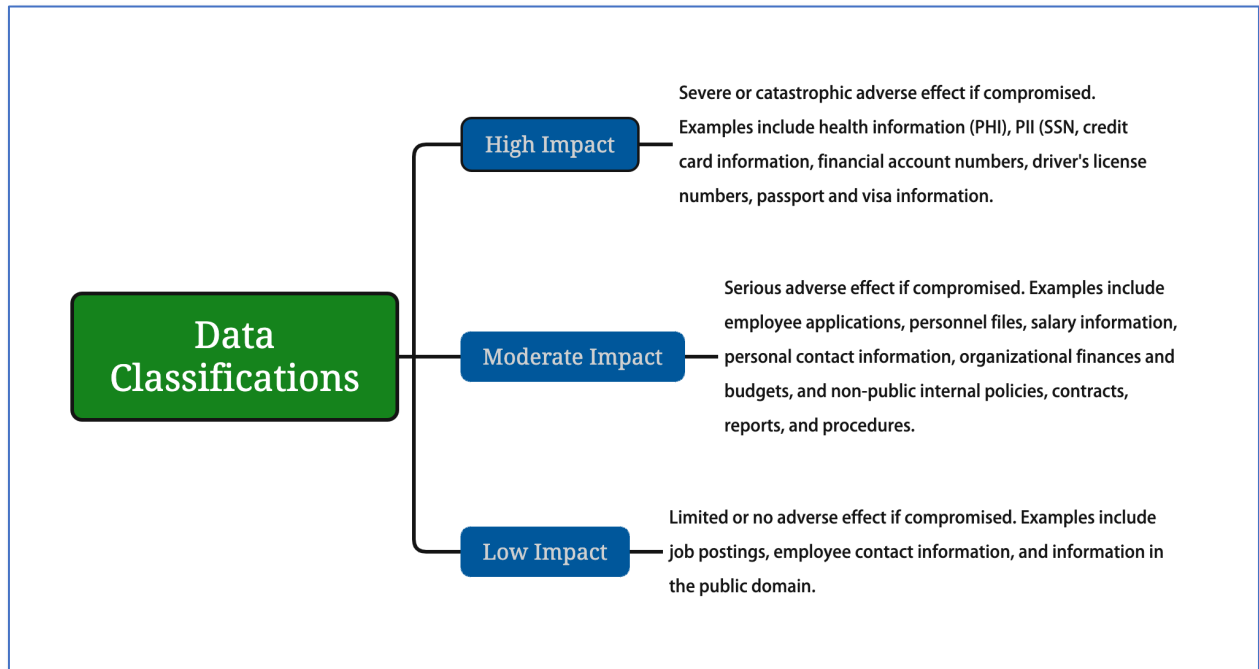 Data
Classifications
High Impact
Severe or catastrophic adverse effect if compromised.
Examples include health information (PHI), PII (SSN, credit
card information, financial account numbers, driver's license
numbers, passport and visa information.
Moderate Impact
Serious adverse effect if compromised. Examples include
employee applications, personnel files, salary information,
personal contact information, organizational finances and
budgets, and non-public internal policies, contracts,
reports, and procedures.
Low Impact
Limited or no adverse effect if compromised. Examples include
job postings, employee contact information, and information in
the public domain.